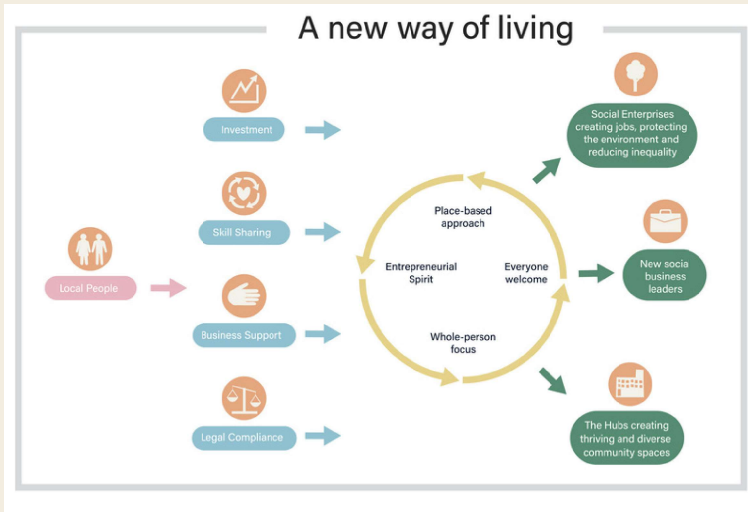 A new way of living
Local People
Investment
Skill Sharing
Business Support
Legal Compliance
Place-based
approach
Entrepreneurial
Spirit
Everyone
welcome
Whole-person
focus
Social Enterprises
creating jobs, protecting
the environment and
reducing inequality
New socia
business
leaders
The Hubs creating
thriving and diverse
community spaces